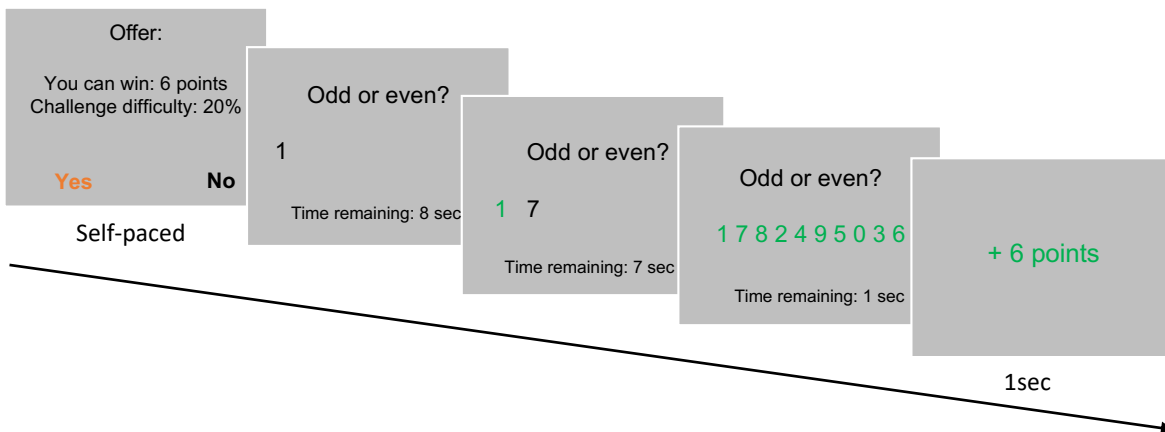 Offer:
You can win: 6 points
Challenge difficulty: 20%
Yes No
Self-paced
Odd or even?
1
Time remaining: 8 sec
Odd or even?
1 7
Time remaining: 7 sec
Odd or even?
1 7 8 2 4 9 5 0 3 6
Time remaining: 1 sec
+ 6 points
1sec